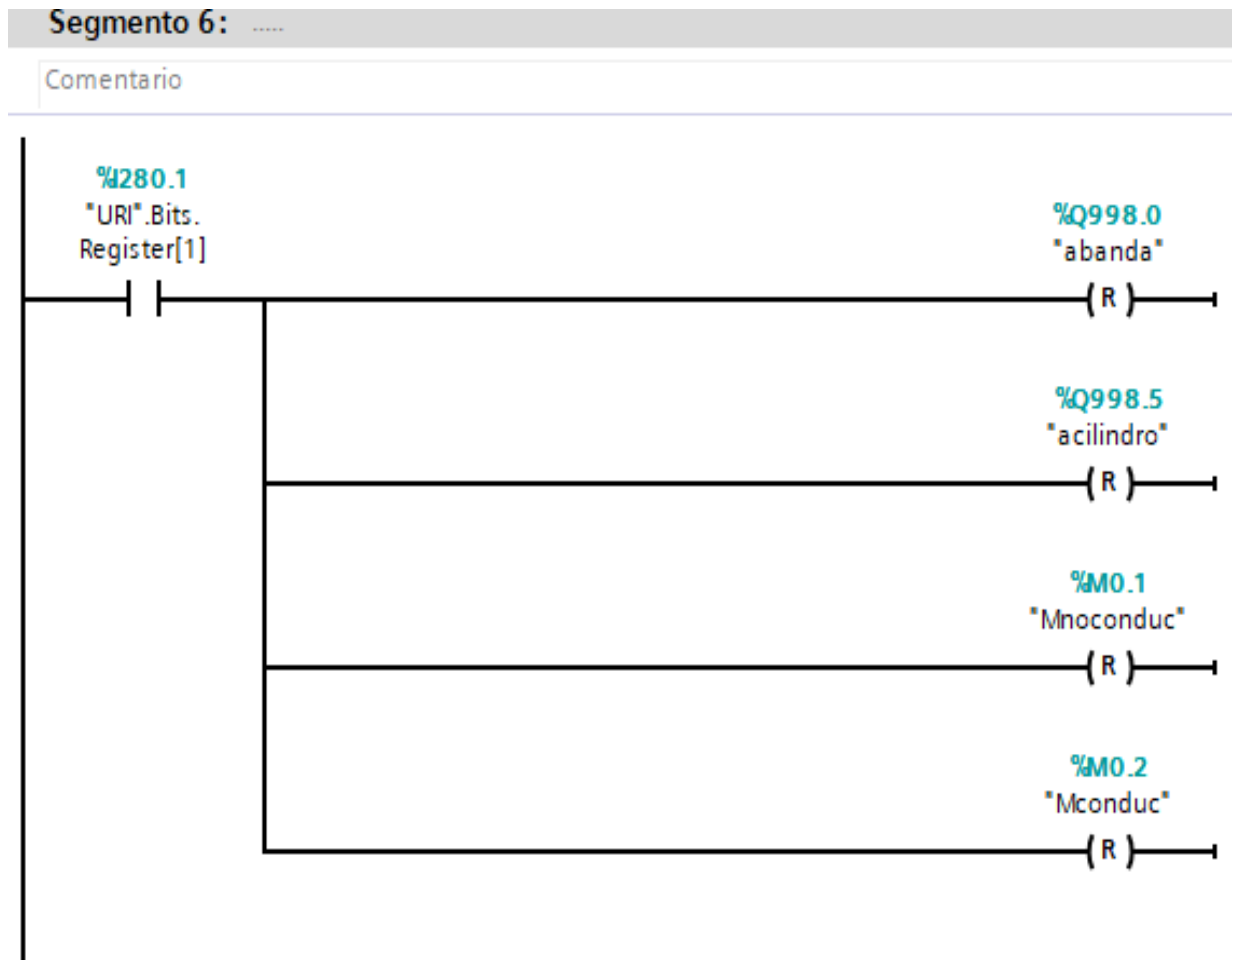 Segmento 6: .....
Comentario
%I280.1
"URI".Bits.
Register[1]
%Q998.0
"abanda"
( R )
%Q998.5
"acilindro"
( R )
%M0.1
"Mnoconduc"
( R )
%M0.2
"Mconduc"
( R )